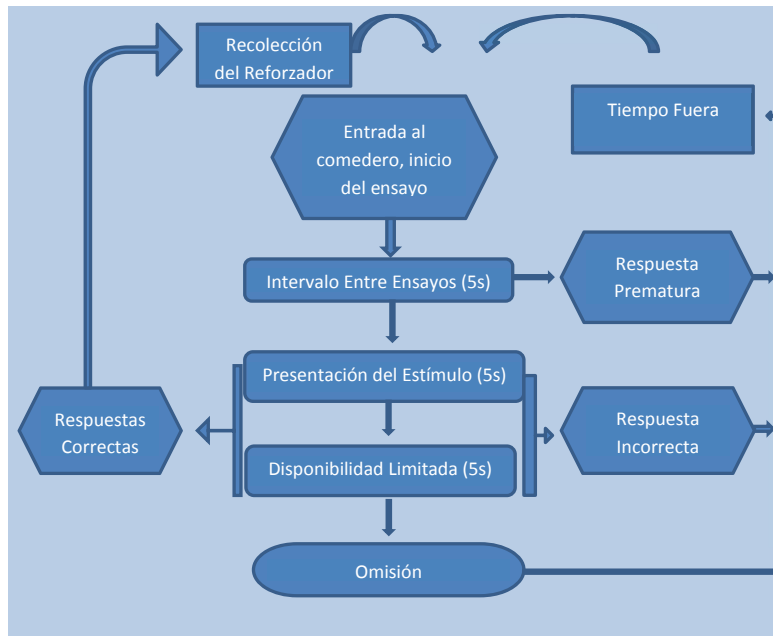 Recolección
del Reforzador
Tiempo Fuera
Entrada al
comedero, inicio
del ensayo
Intervalo Entre Ensayos (5s)
Respuesta
Prematura
Presentación del Estímulo (5s)
Respuestas
Correctas
Respuesta
Incorrecta
Disponibilidad Limitada (5s)
Omisión